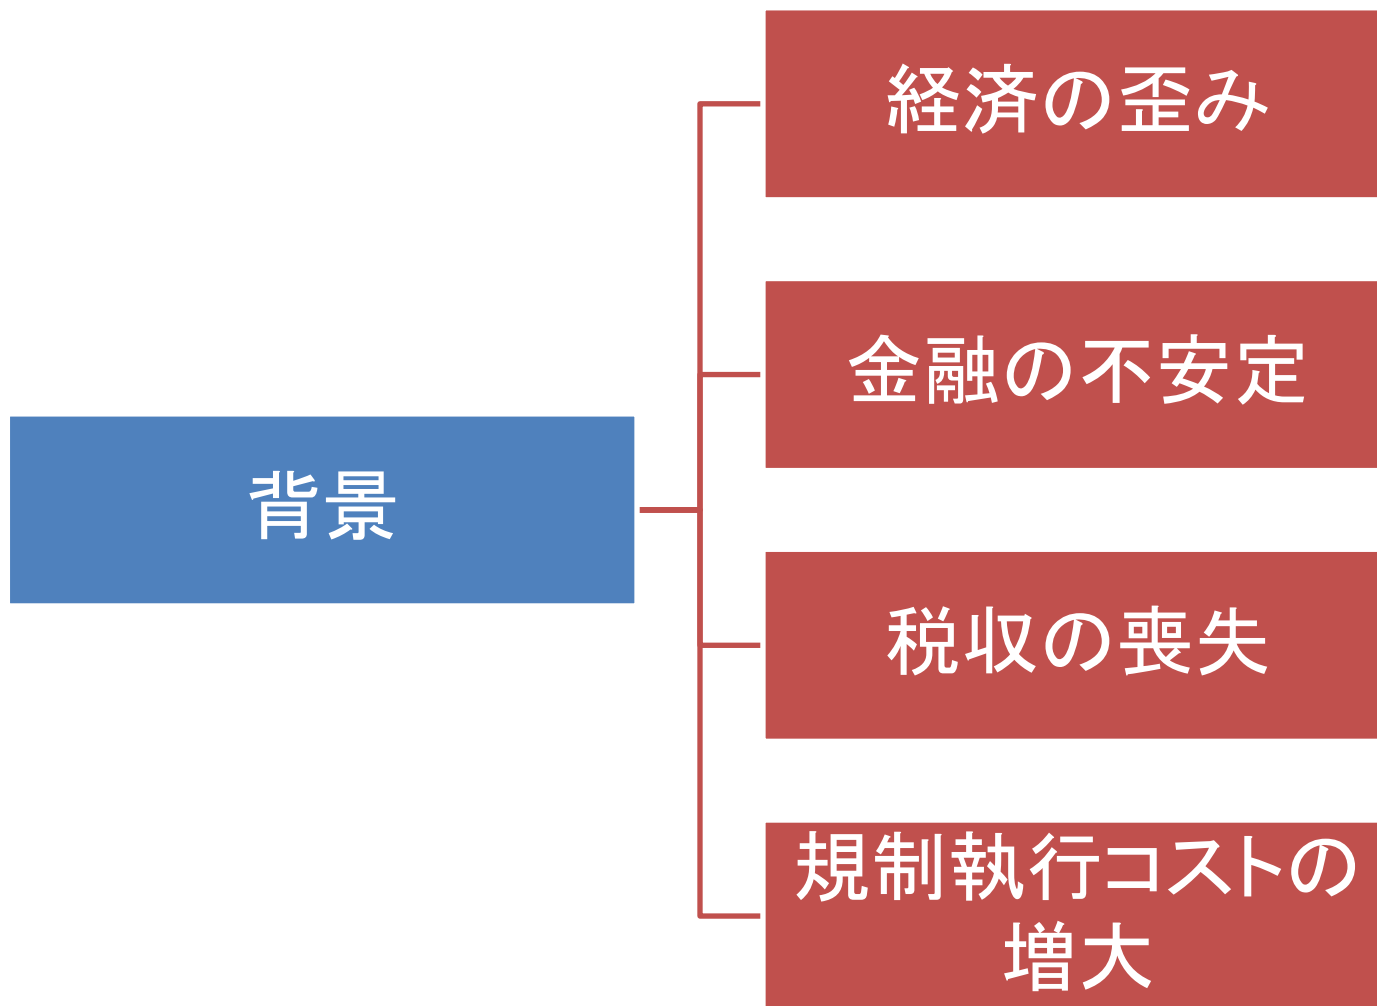 背景
経済の歪み
金融の不安定
税収の喪失
規制執行コストの
増大